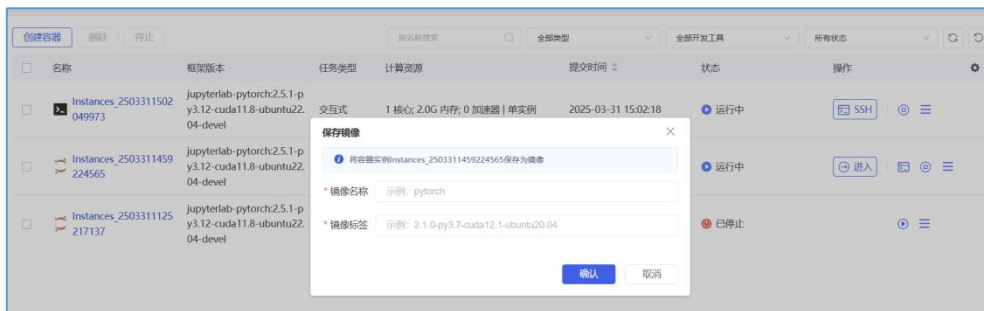 创建容器 删除 停止 按名称搜索 全部类型 全部开发工具 所有状态
名称 框架版本 任务类型 计算资源 提交时间 状态 操作
Instances_2503311502
049973
jupyterlab-pytorch:2.5.1-p
y3.12-cuda11.8-ubuntu22.
04-devel
交互式 1 核心; 2.0G 内存; 0 加速器 | 单实例 2025-03-31 15:02:18 运行中 SSH
Instances_2503311459
224565
jupyterlab-pytorch:2.5.1-p
y3.12-cuda11.8-ubuntu22.
04-devel
运行中 进入
Instances_2503311125
217137
jupyterlab-pytorch:2.5.1-p
y3.12-cuda11.8-ubuntu22.
04-devel
已停止
保存镜像
将容器实例Instances_2503311459224565保存为镜像
* 镜像名称 示例: pytorch
* 镜像标签 示例: 2.1.0-py3.7-cuda12.1-ubuntu20.04
确认 取消